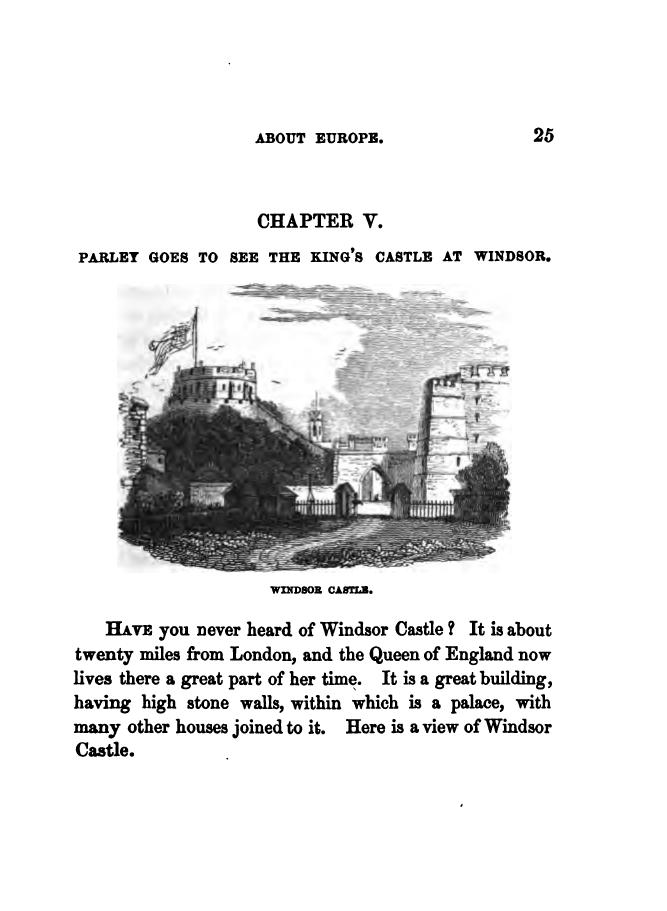 ABOUT EUROPE. 25
CHAPTER V.
PARLEY GOES TO SEE THE KING'S CASTLE AT WINDSOR.
WINDSOR CASTLE.
HAVE you never heard of Windsor Castle? It is about
twenty miles from London, and the Queen of England now
lives there a great part of her time. It is a great building,
having high stone walls, within which is a palace, with
many other houses joined to it. Here is a view of Windsor
Castle.